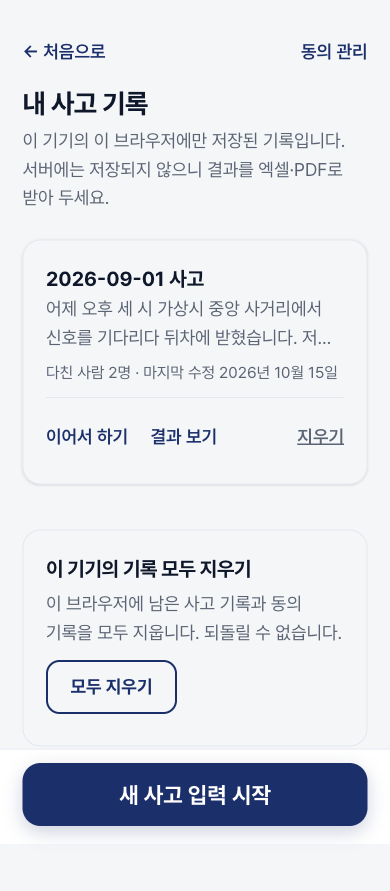 ← 처음으로
동의 관리
내 사고 기록
이 기기의 이 브라우저에만 저장된 기록입니다.
서버에는 저장되지 않으니 결과를 엑셀·PDF로
받아 두세요.
2026-09-01 사고
어제 오후 세 시 가상시 중앙 사거리에서
신호를 기다리다 뒤차에 받혔습니다. 저…
다친 사람 2명 · 마지막 수정 2026년 10월 15일
이어서 하기
결과 보기
지우기
이 기기의 기록 모두 지우기
이 브라우저에 남은 사고 기록과 동의
기록을 모두 지웁니다. 되돌릴 수 없습니다.
모두 지우기
새 사고 입력 시작